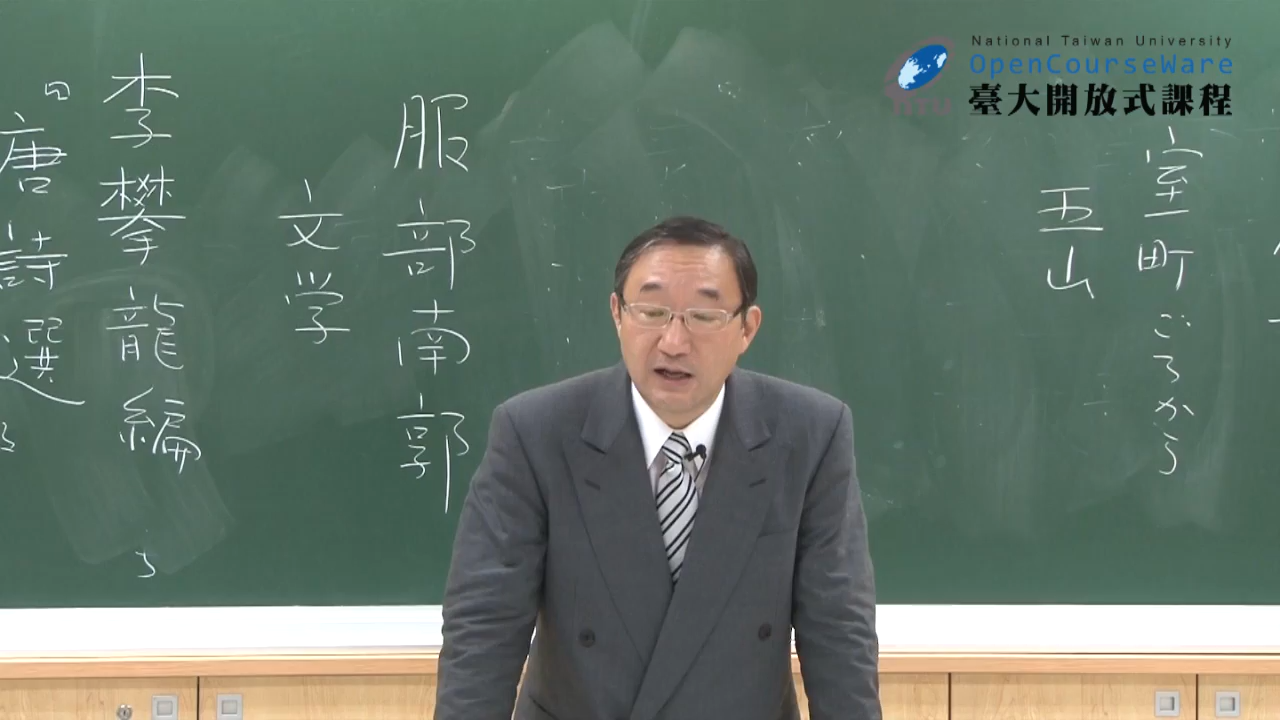 National Taiwan University
OpenCourseWare
臺大開放式課程
NTU
室町ごろから
五山
服部南郭
文学
李攀龍編
『唐詩選